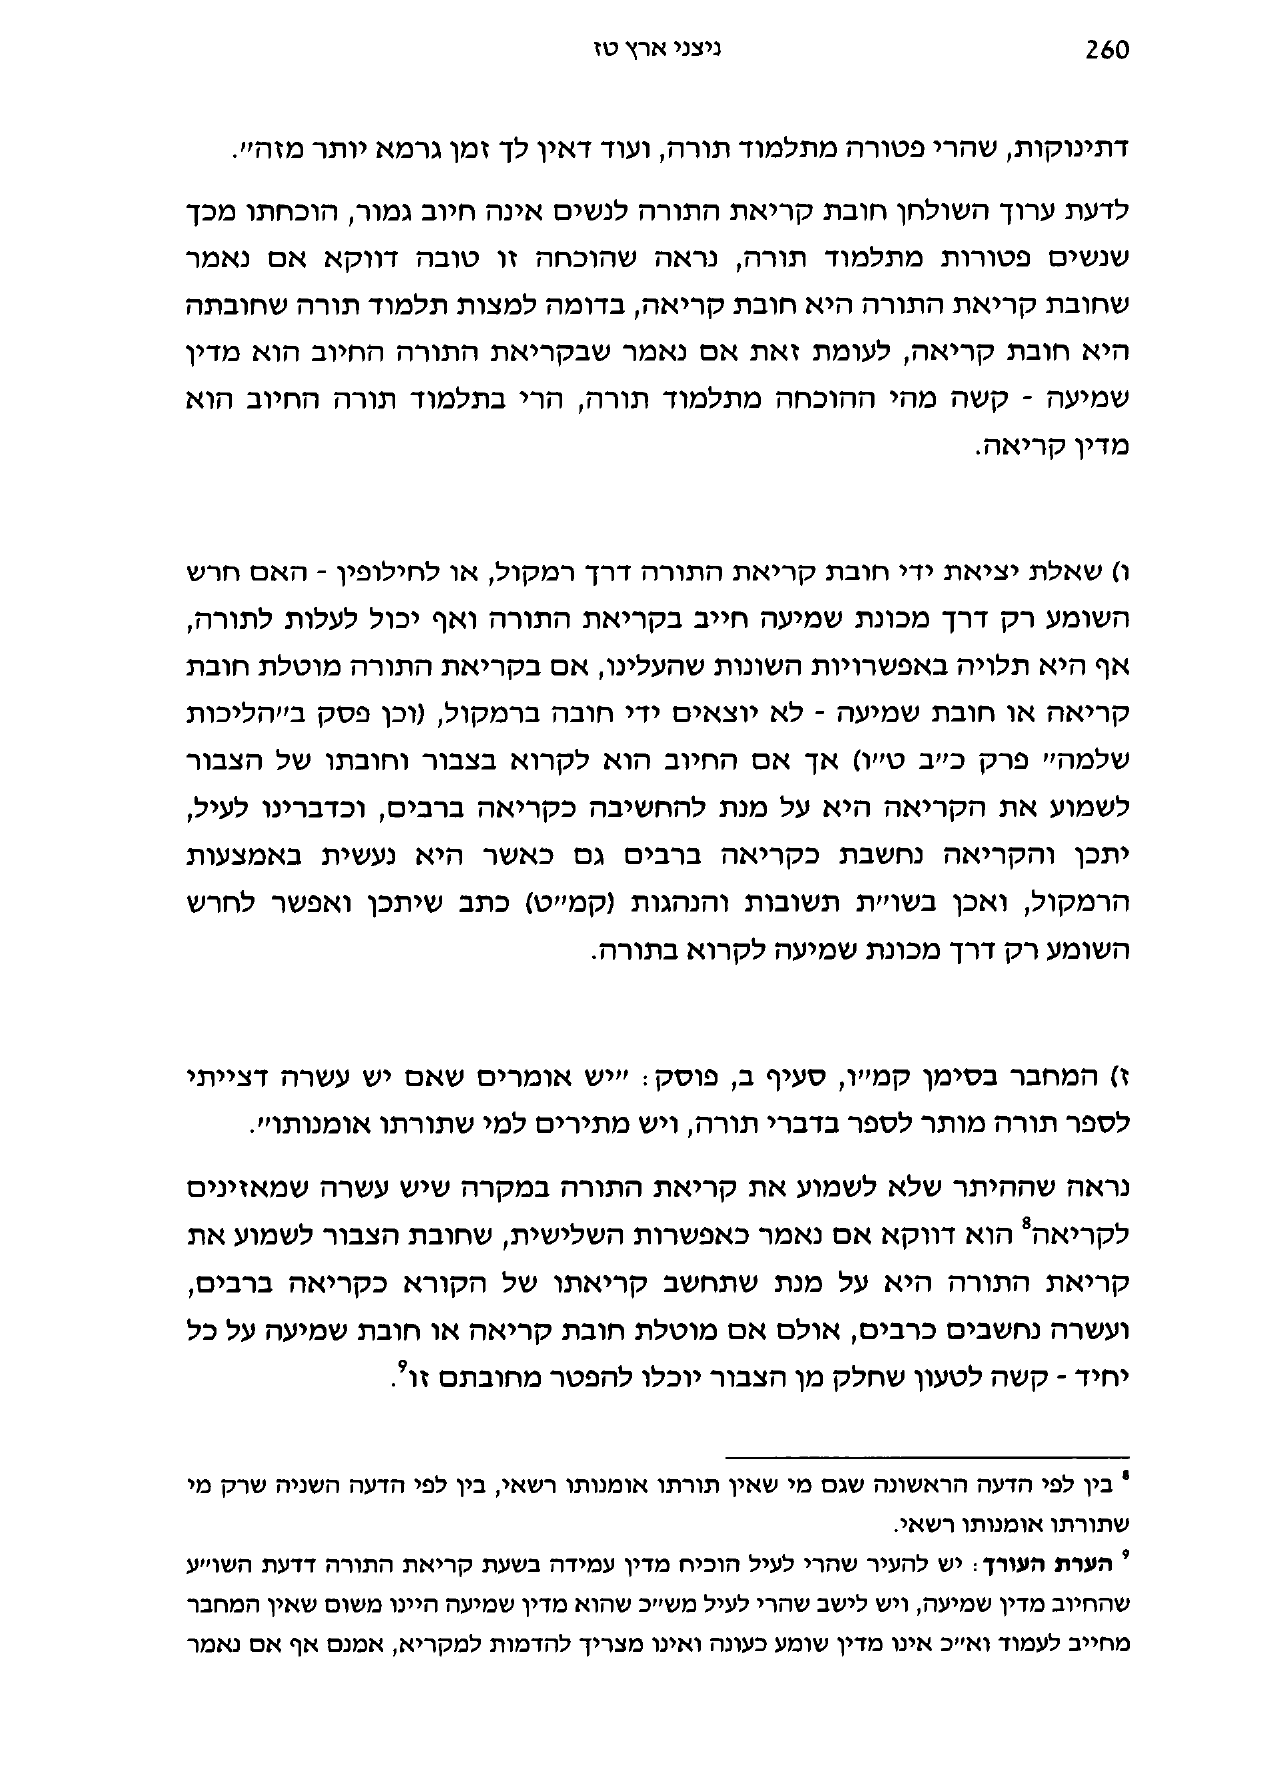 260
ניצני ארץ טז
דתינוקות, שהרי פטורה מתלמוד תורה, ועוד דאין לך זמן גרמא יותר מזה".
לדעת ערוך השולחן חובת קריאת התורה לנשים אינה חיוב גמור, הוכחתו מכך
שנשים פטורות מתלמוד תורה, נראה שהוכחה זו טובה דווקא אם נאמר
שחובת קריאת התורה היא חובת קריאה, בדומה למצות תלמוד תורה שחובתה
היא חובת קריאה, לעומת זאת אם נאמר שבקריאת התורה החיוב הוא מדין
שמיעה - קשה מהי ההוכחה מתלמוד תורה, הרי בתלמוד תורה החיוב הוא
מדין קריאה.
ו) שאלת יציאת ידי חובת קריאת התורה דרך רמקול, או לחילופין - האם חרש
השומע רק דרך מכונת שמיעה חייב בקריאת התורה ואף יכול לעלות לתורה,
אף היא תלויה באפשרויות השונות שהעלינו, אם בקריאת התורה מוטלת חובת
קריאה או חובת שמיעה - לא יוצאים ידי חובה ברמקול, (וכן פסק ב"הליכות
שלמה" פרק כ"ב ט"ו) אך אם החיוב הוא לקרוא בצבור וחובתו של הצבור
לשמוע את הקריאה היא על מנת להחשיבה כקריאה ברבים, וכדברינו לעיל,
יתכן והקריאה נחשבת כקריאה ברבים גם כאשר היא נעשית באמצעות
הרמקול, ואכן בשו"ת תשובות והנהגות (קמ"ט) כתב שיתכן ואפשר לחרש
השומע רק דרך מכונת שמיעה לקרוא בתורה.
ז) המחבר בסימן קמ"ו, סעיף ב, פוסק: "יש אומרים שאם יש עשרה דצייתי
לספר תורה מותר לספר בדברי תורה, ויש מתירים למי שתורתו אומנותו".
נראה שההיתר שלא לשמוע את קריאת התורה במקרה שיש עשרה שמאזינים
לקריאה⁸ הוא דווקא אם נאמר כאפשרות השלישית, שחובת הצבור לשמוע את
קריאת התורה היא על מנת שתחשב קריאתו של הקורא כקריאה ברבים,
ועשרה נחשבים כרבים, אולם אם מוטלת חובת קריאה או חובת שמיעה על כל
יחיד - קשה לטעון שחלק מן הצבור יוכלו להפטר מחובתם זו⁹.
⁸ בין לפי הדעה הראשונה שגם מי שאין תורתו אומנותו רשאי, בין לפי הדעה השניה שרק מי
שתורתו אומנותו רשאי.
⁹ הערת העורך: יש להעיר שהרי לעיל הוכיח מדין עמידה בשעת קריאת התורה דדעת השו"ע
שהחיוב מדין שמיעה, ויש לישב שהרי לעיל מש"כ שהוא מדין שמיעה היינו משום שאין המחבר
מחייב לעמוד וא"כ אינו מדין שומע כעונה ואינו מצריך להדמות למקריא, אמנם אף אם נאמר